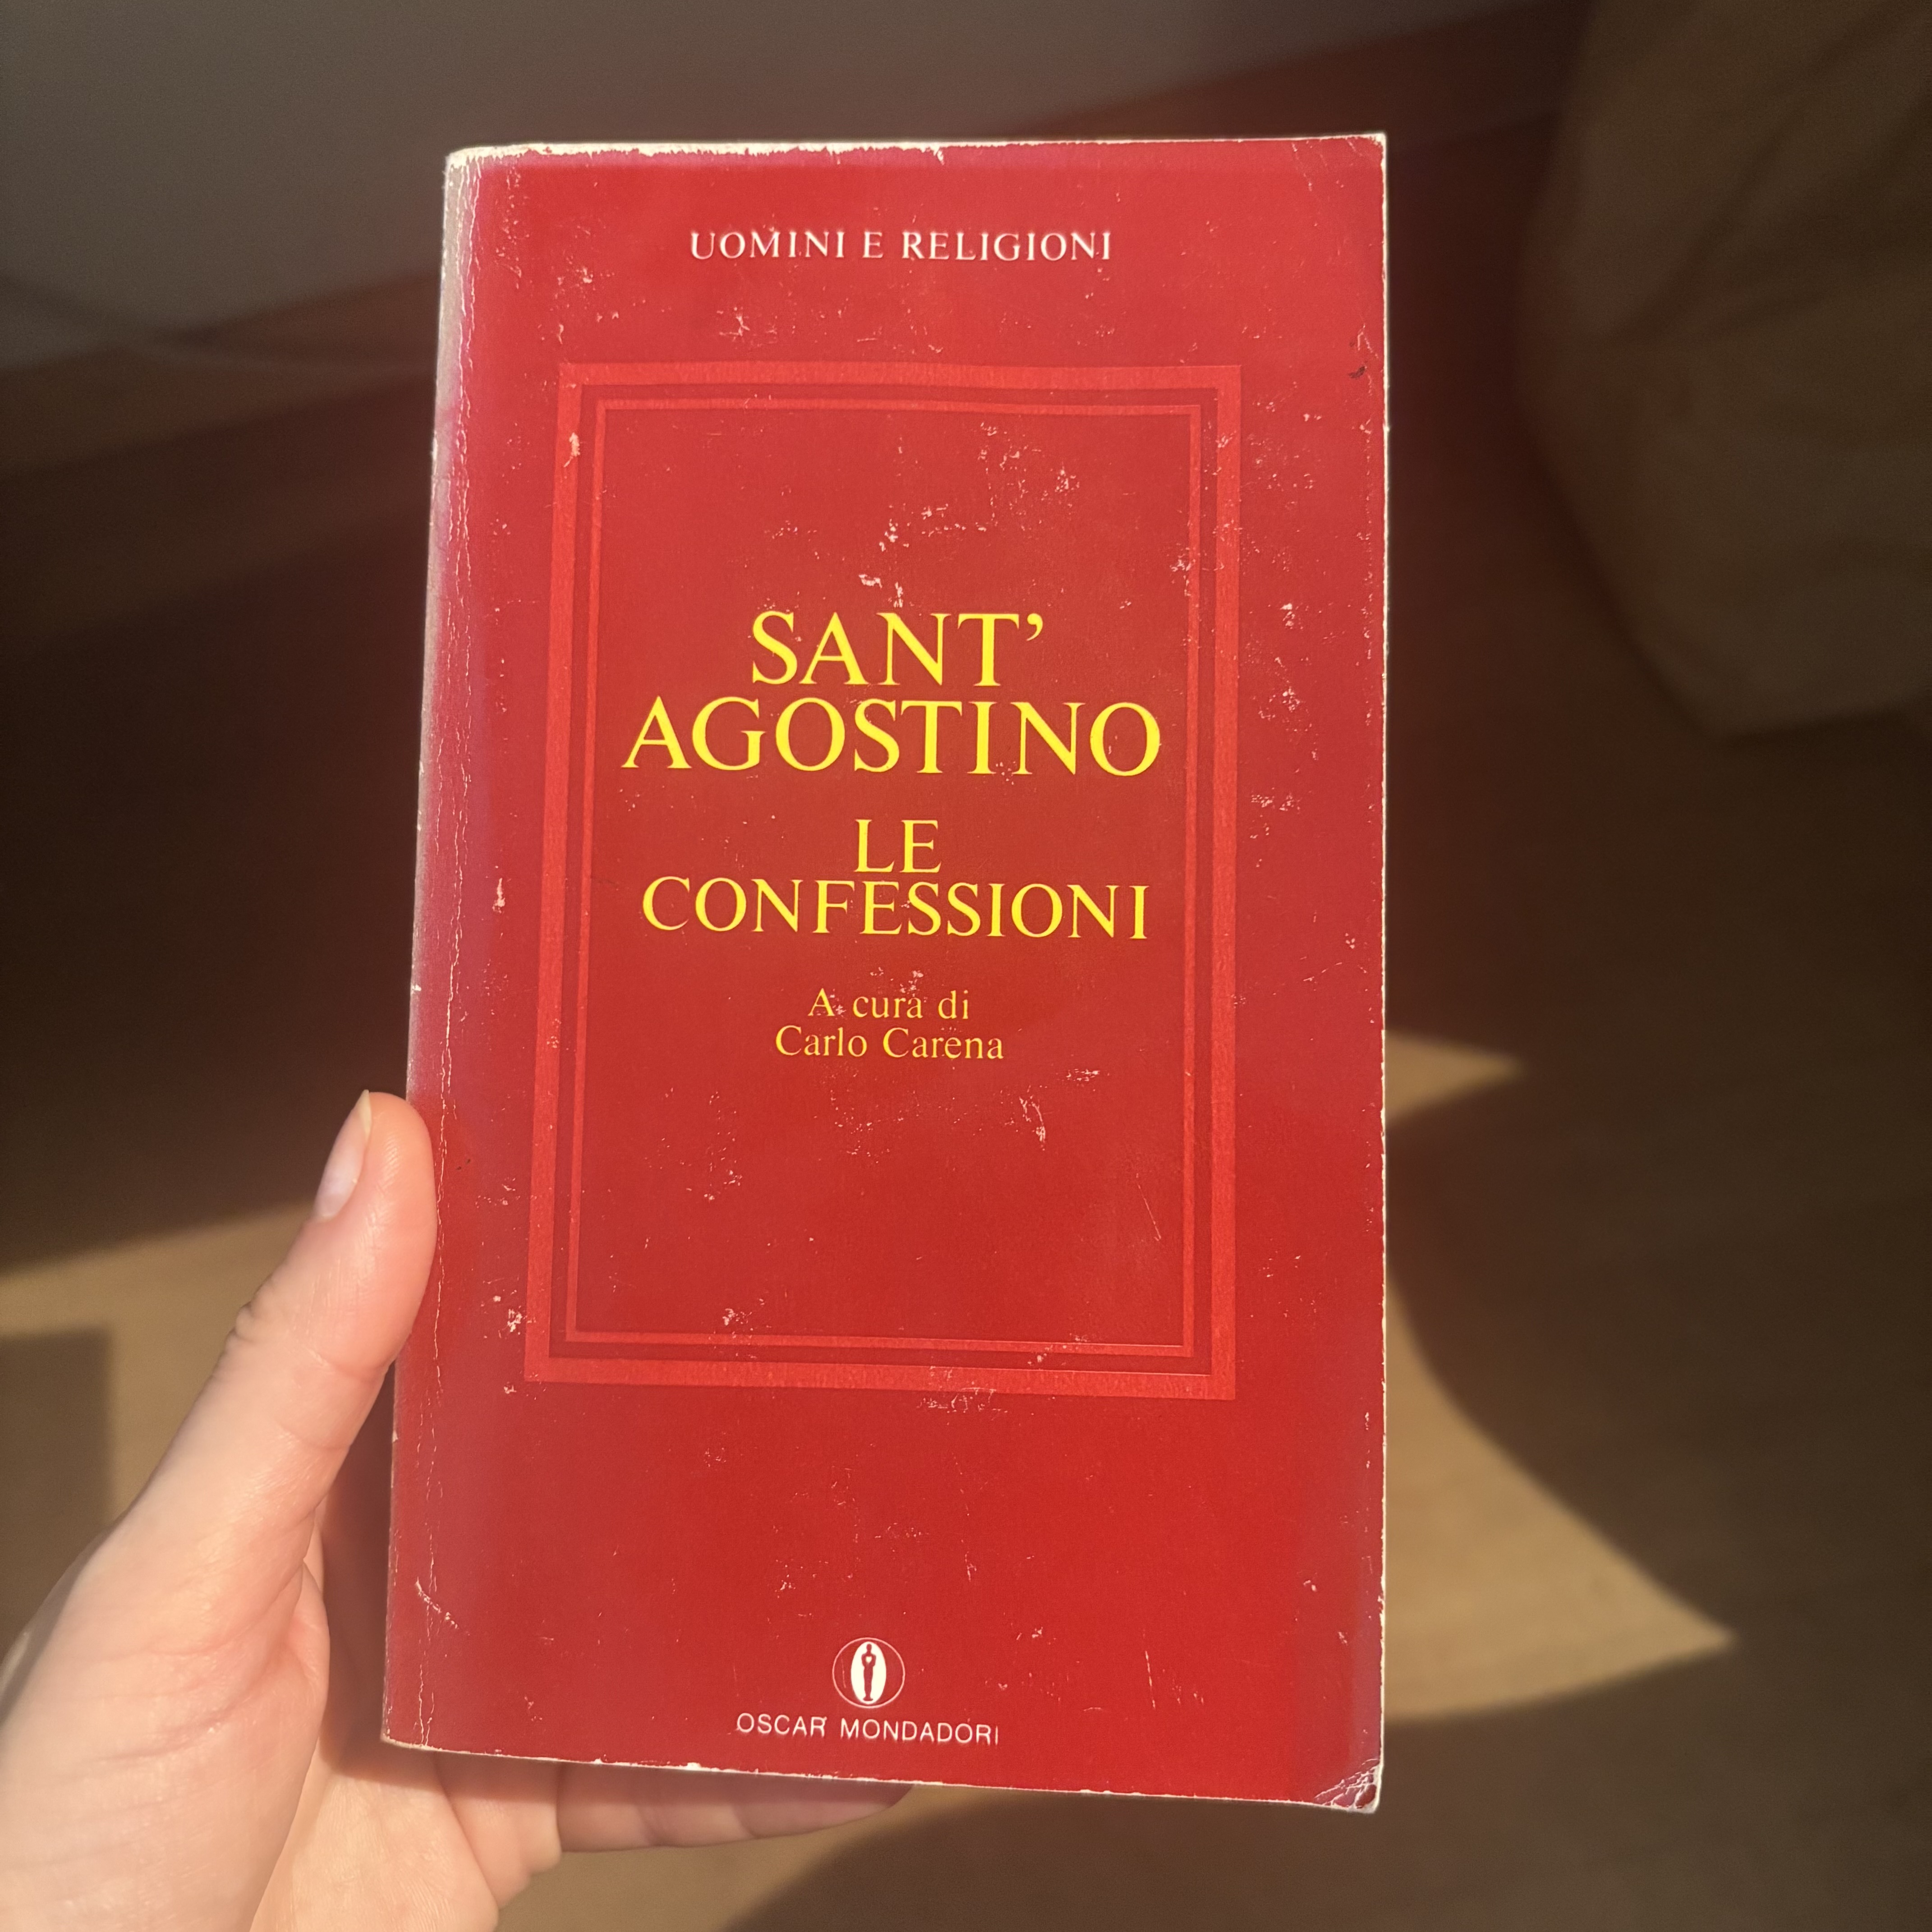 UOMINI E RELIGIONI
SANT'
AGOSTINO
LE
CONFESSIONI
A cura di
Carlo Carena
OSCAR MONDADORI